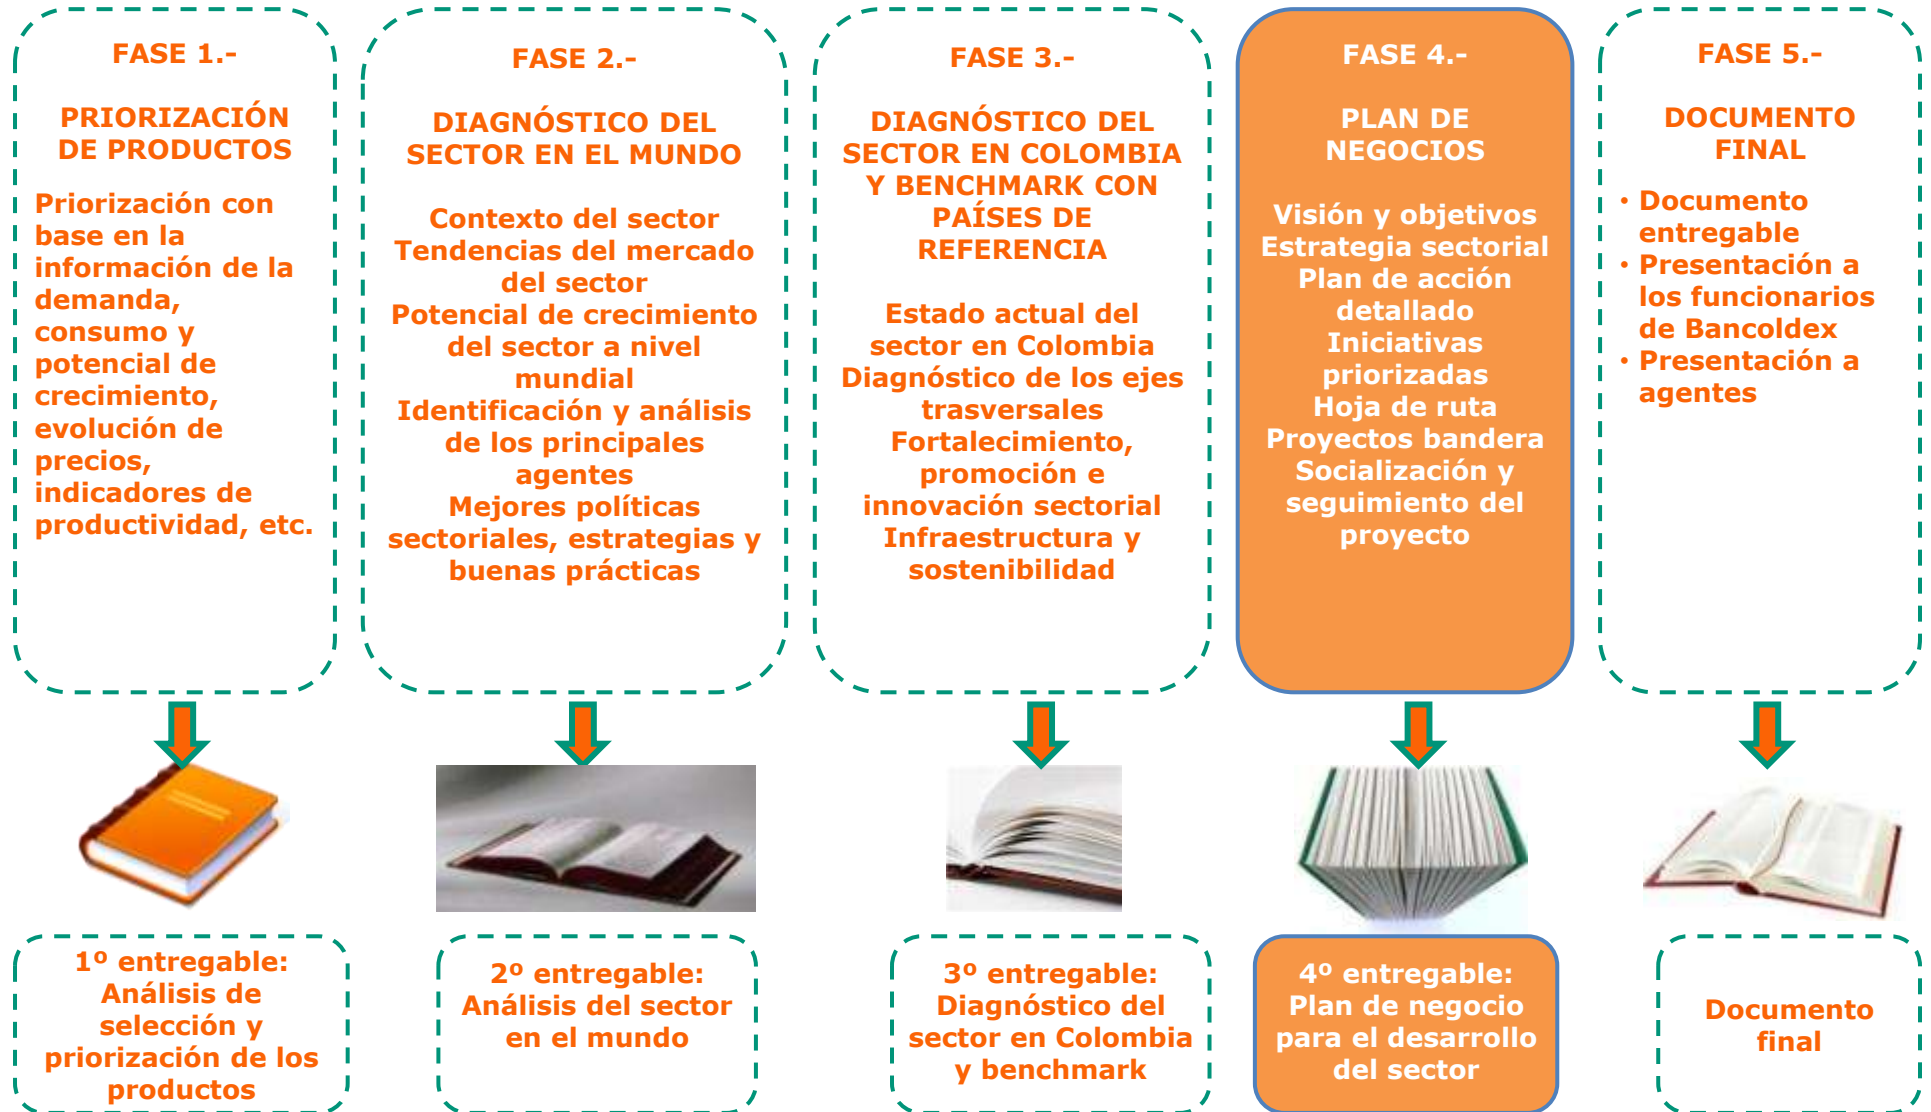 FASE 1.-
PRIORIZACIÓN
DE PRODUCTOS
Priorización con
base en la
información de la
demanda,
consumo y
potencial de
crecimiento,
evolución de
precios,
indicadores de
productividad, etc.
FASE 2.-
DIAGNÓSTICO DEL
SECTOR EN EL MUNDO
Contexto del sector
Tendencias del mercado
del sector
Potencial de crecimiento
del sector a nivel
mundial
Identificación y análisis
de los principales
agentes
Mejores políticas
sectoriales, estrategias y
buenas prácticas
FASE 3.-
DIAGNÓSTICO DEL
SECTOR EN COLOMBIA
Y BENCHMARK CON
PAÍSES DE
REFERENCIA
Estado actual del
sector en Colombia
Diagnóstico de los ejes
trasversales
Fortalecimiento,
promoción e
innovación sectorial
Infraestructura y
sostenibilidad
FASE 4.-
PLAN DE
NEGOCIOS
Visión y objetivos
Estrategia sectorial
Plan de acción
detallado
Iniciativas
priorizadas
Hoja de ruta
Proyectos bandera
Socialización y
seguimiento del
proyecto
FASE 5.-
DOCUMENTO
FINAL
• Documento
entregable
• Presentación a
los funcionarios
de Bancoldex
• Presentación a
agentes
1º entregable:
Análisis de
selección y
priorización de los
productos
2º entregable:
Análisis del sector
en el mundo
3º entregable:
Diagnóstico del
sector en Colombia
y benchmark
4º entregable:
Plan de negocio
para el desarrollo
del sector
Documento
final